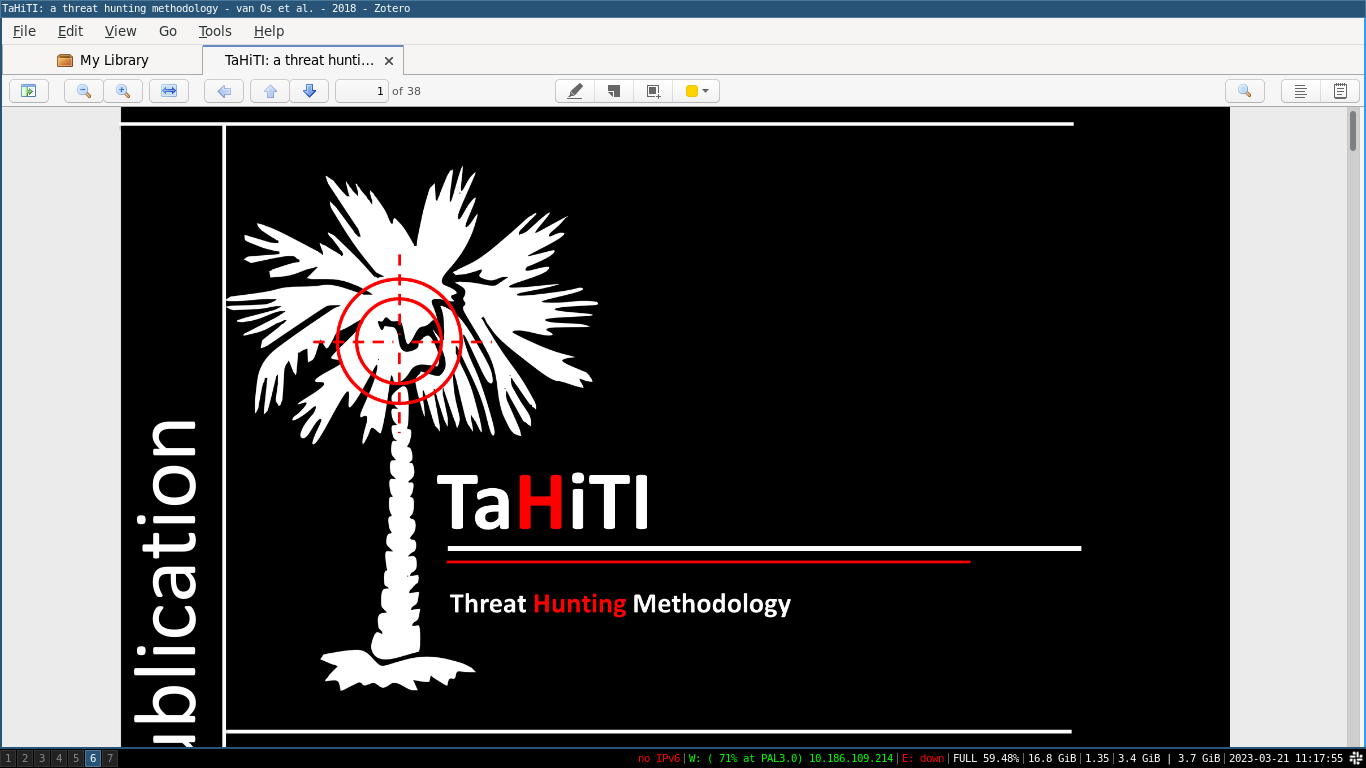 TaHiTI: a threat hunting methodology - van Os et al. - 2018 - Zotero
File Edit View Go Tools Help
My Library TaHiTI: a threat hunti...
1 of 38
ublication
TaHiTI
Threat Hunting Methodology
1 2 3 4 5 6 7 no IPv6|W: ( 71% at PAL3.0) 10.186.109.214|E: down|FULL 59.48%|16.8 GiB|1.35|3.4 GiB | 3.7 GiB|2023-03-21 11:17:55